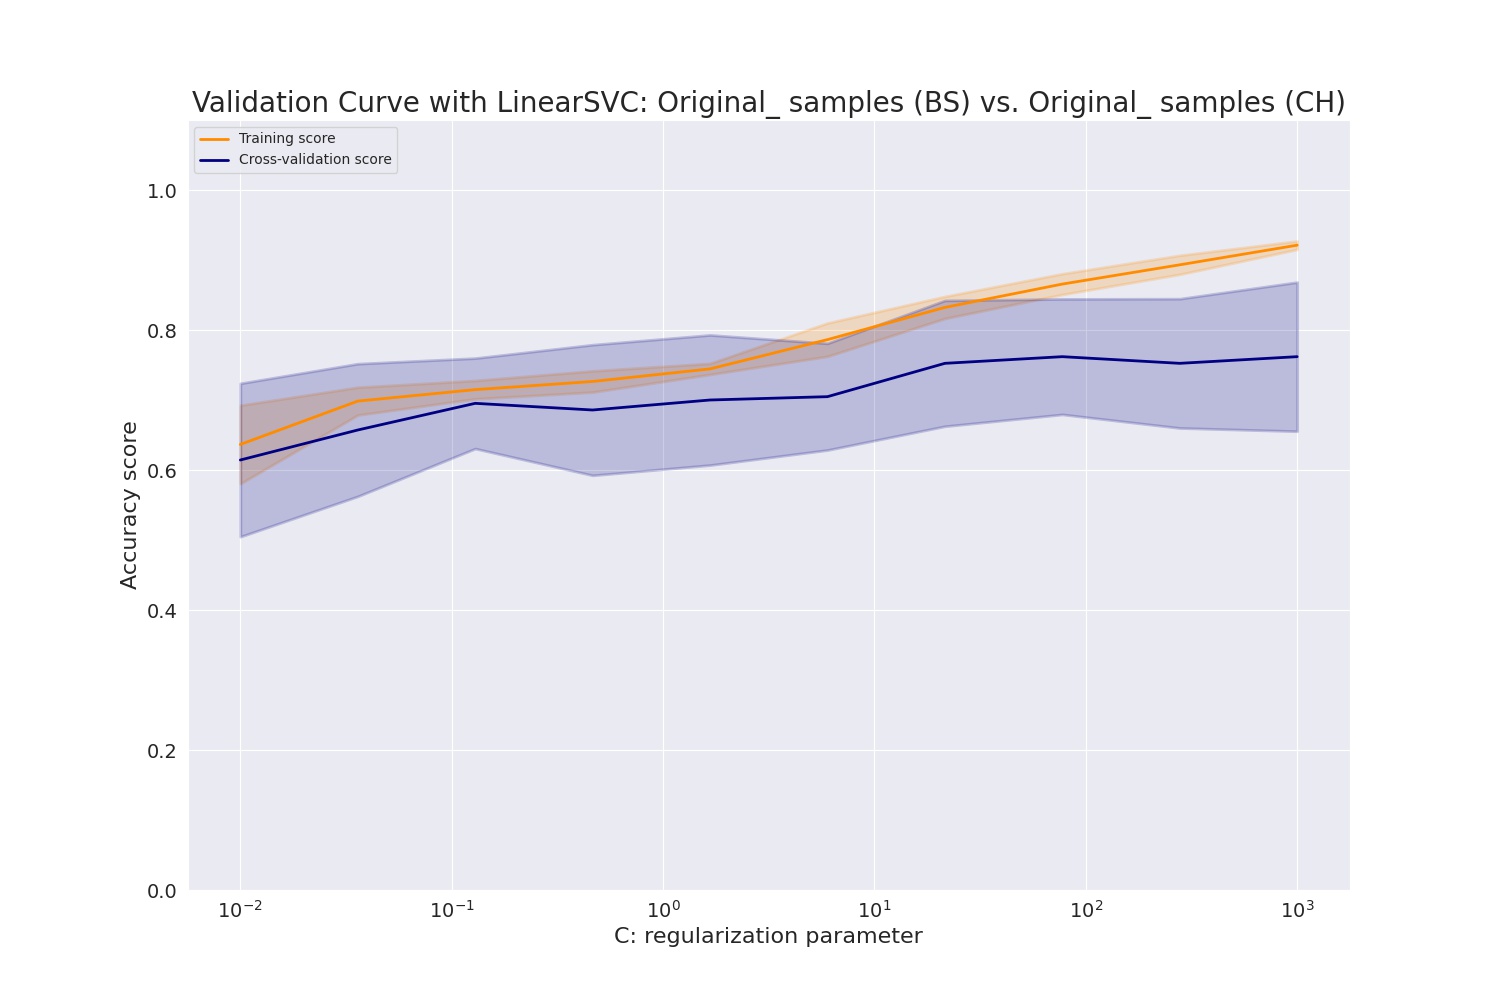 Validation Curve with LinearSVC: Original_ samples (BS) vs. Original_ samples (CH)
Training score
Cross-validation score
Accuracy score
1.0
0.8
0.6
0.4
0.2
0.0
10⁻² 10⁻¹ 10⁰ 10¹ 10² 10³
C: regularization parameter